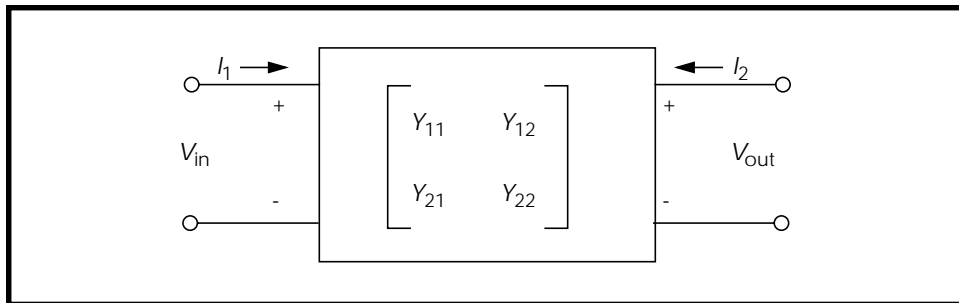 I1 I2
+ +
Y11 Y12
Vin Vout
Y21 Y22
- -